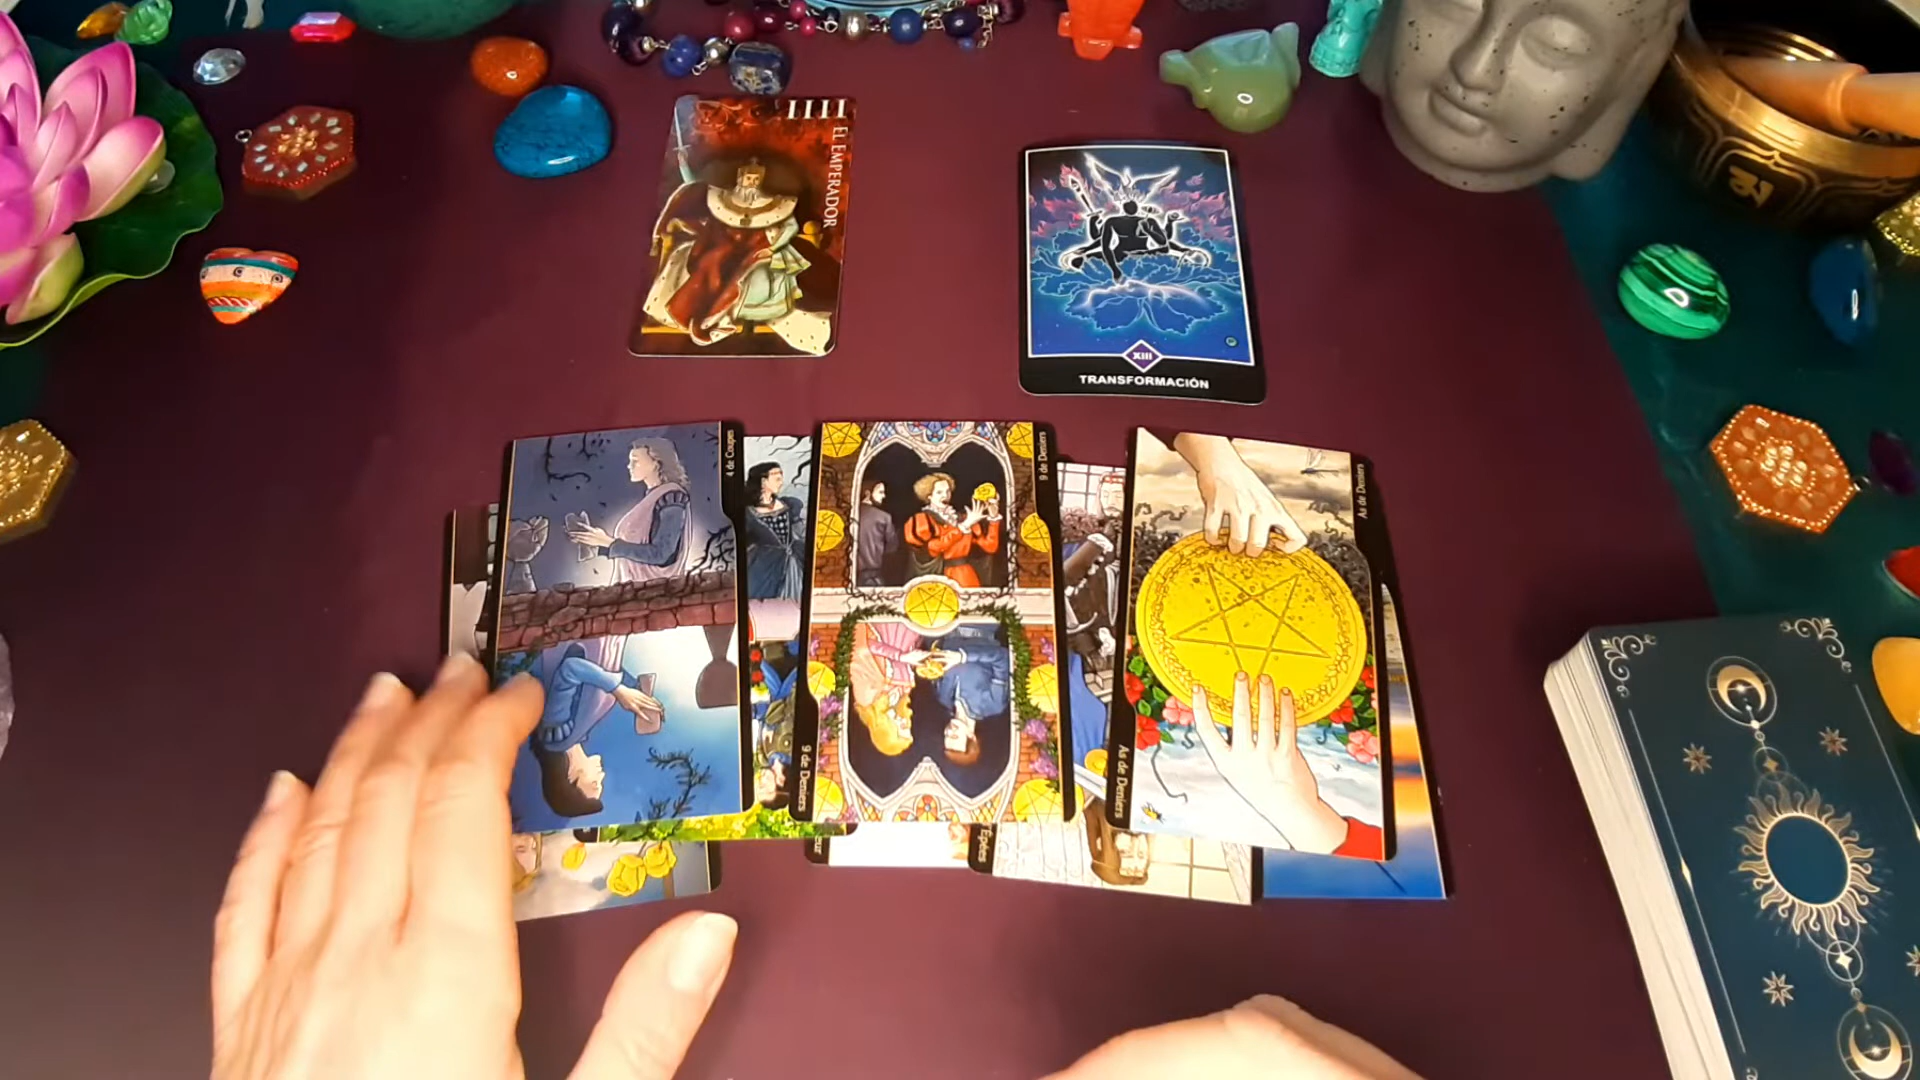 IIII
EL EMPERADOR
XIII
TRANSFORMACIÓN
4 de Coupes
9 de Deniers
As de Deniers
9 de Deniers
As de Deniers
Épées